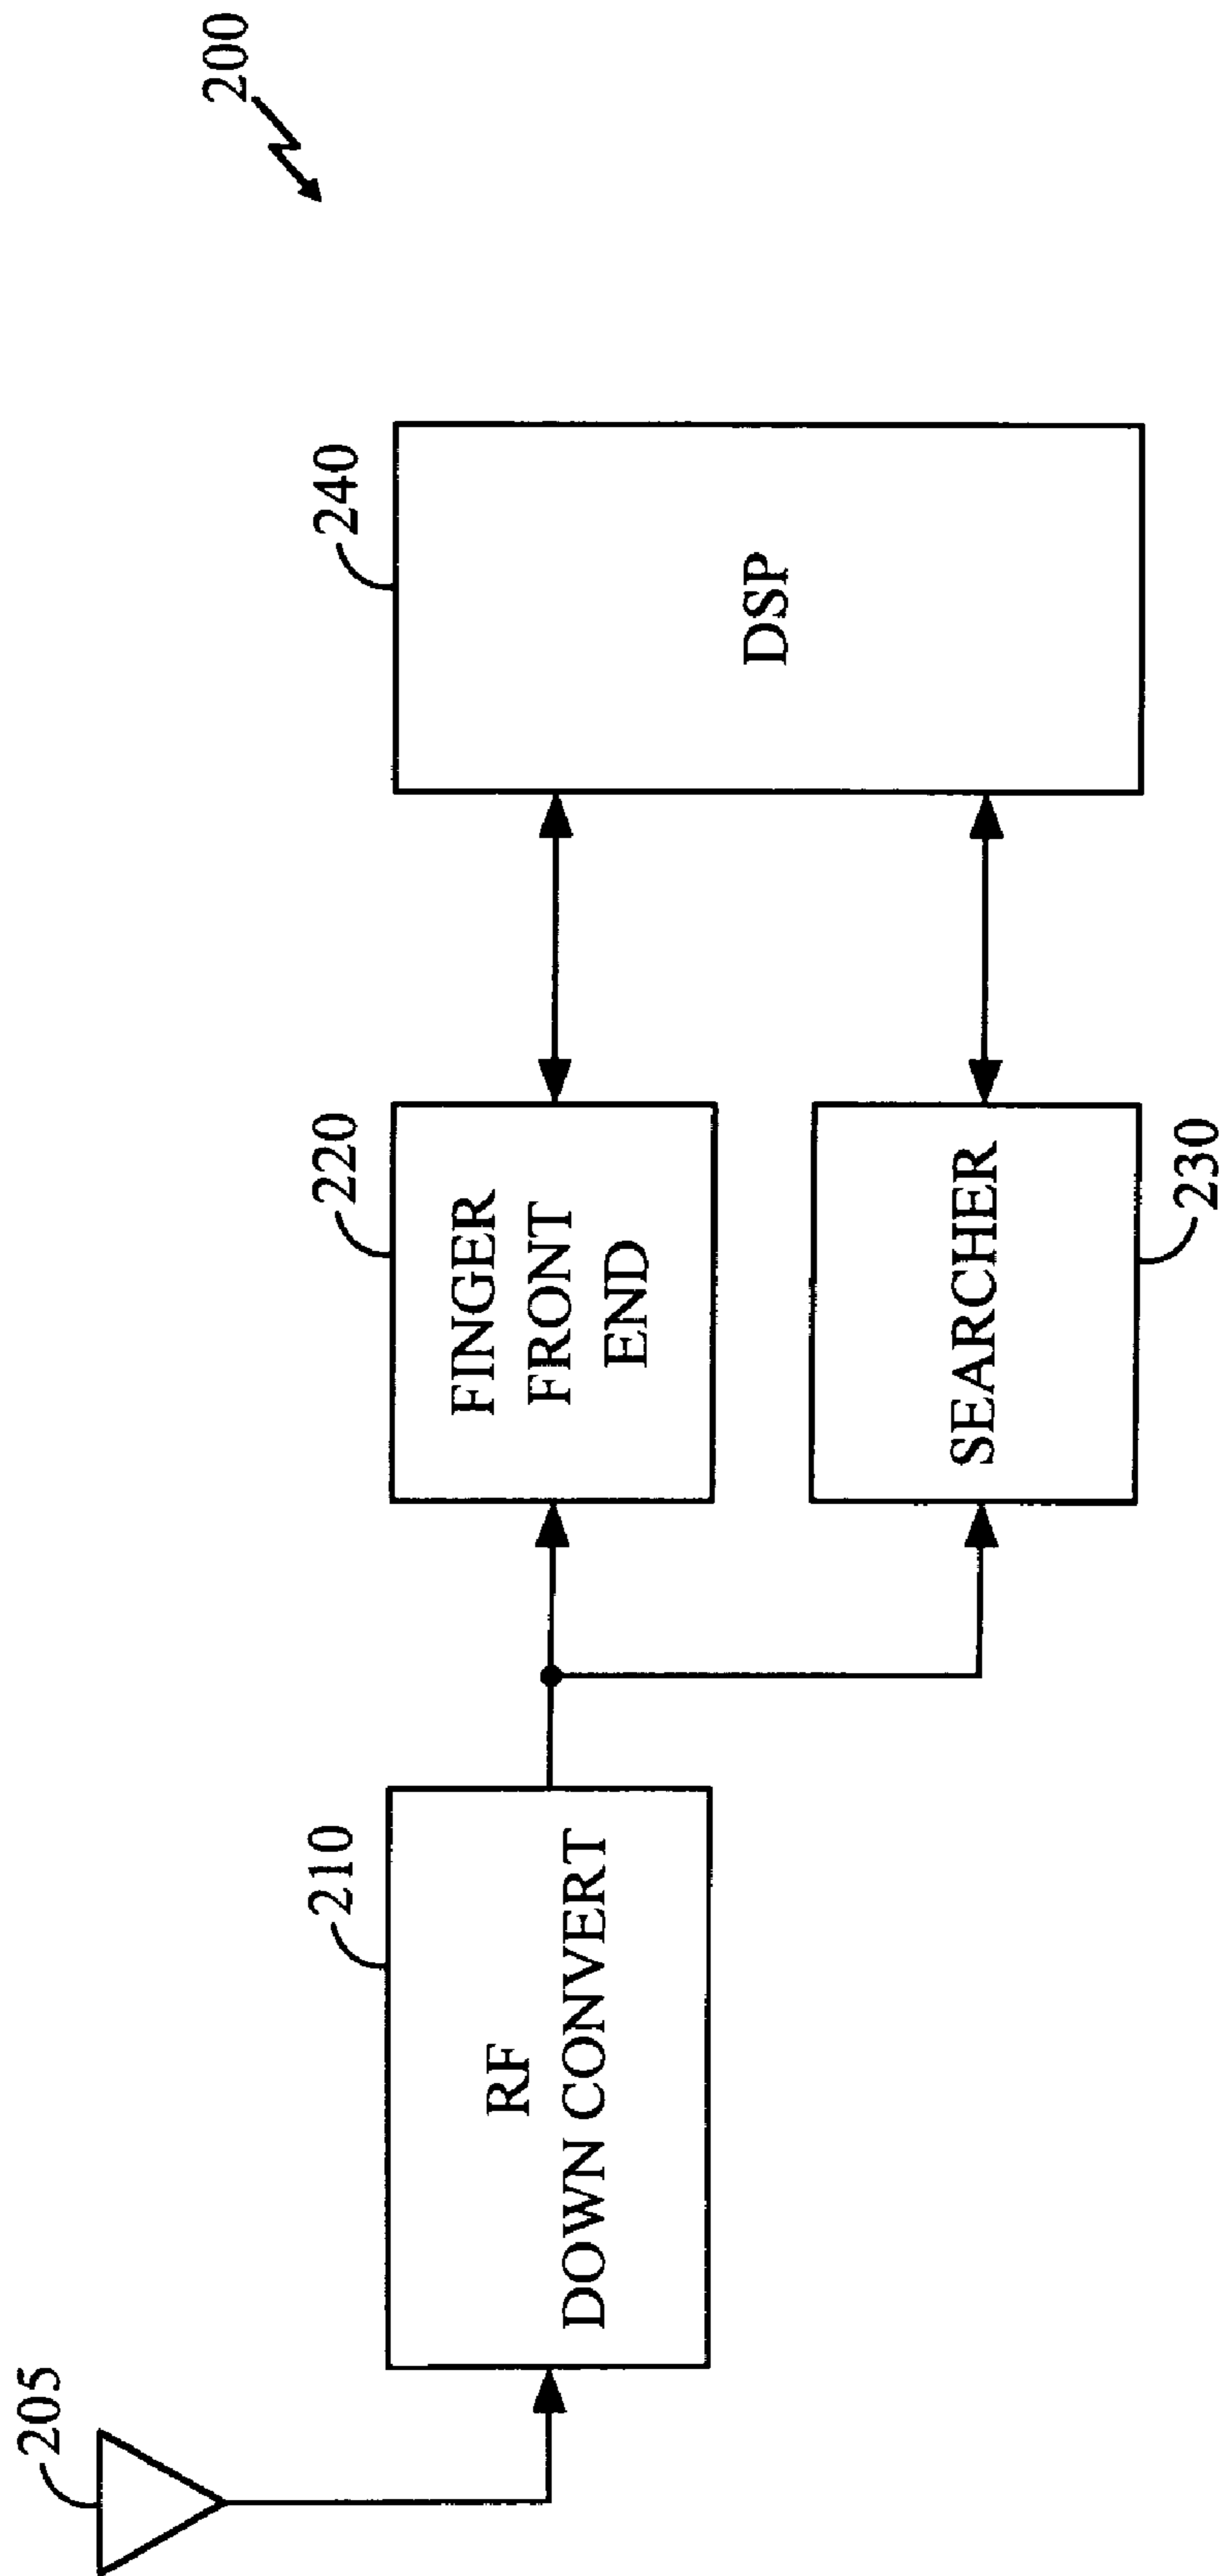 200
205
210
RF
DOWN CONVERT
220
FINGER
FRONT
END
SEARCHER
230
240
DSP